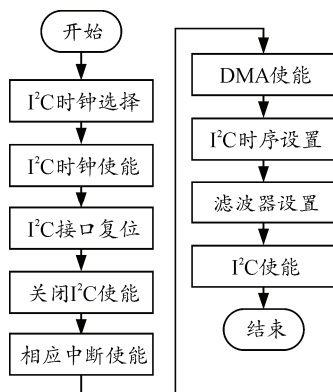 开始
I²C时钟选择
I²C时钟使能
I²C接口复位
关闭I²C使能
相应中断使能
DMA使能
I²C时序设置
滤波器设置
I²C使能
结束